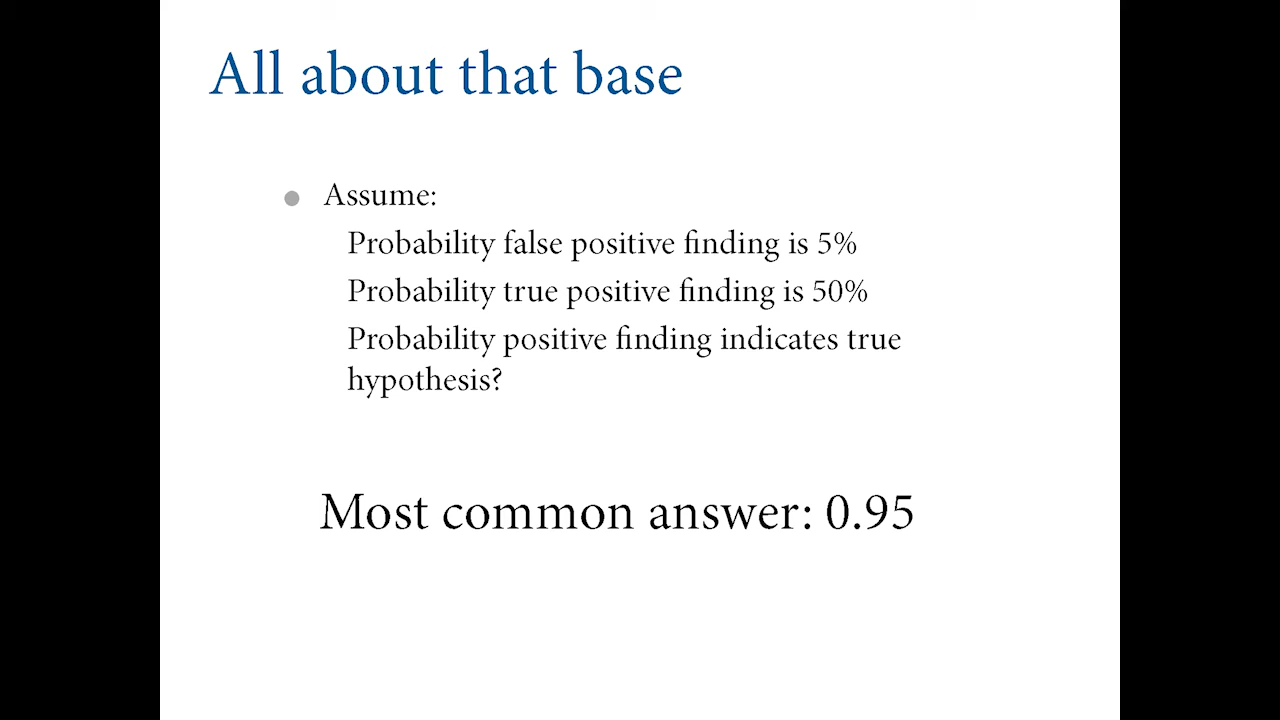 All about that base
Assume:
Probability false positive finding is 5%
Probability true positive finding is 50%
Probability positive finding indicates true
hypothesis?
Most common answer: 0.95